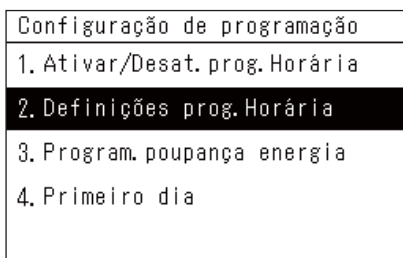 Configuração de programação
1. Ativar/Desat. prog. Horária
2. Definições prog. Horária
3. Program. poupança energia
4. Primeiro dia